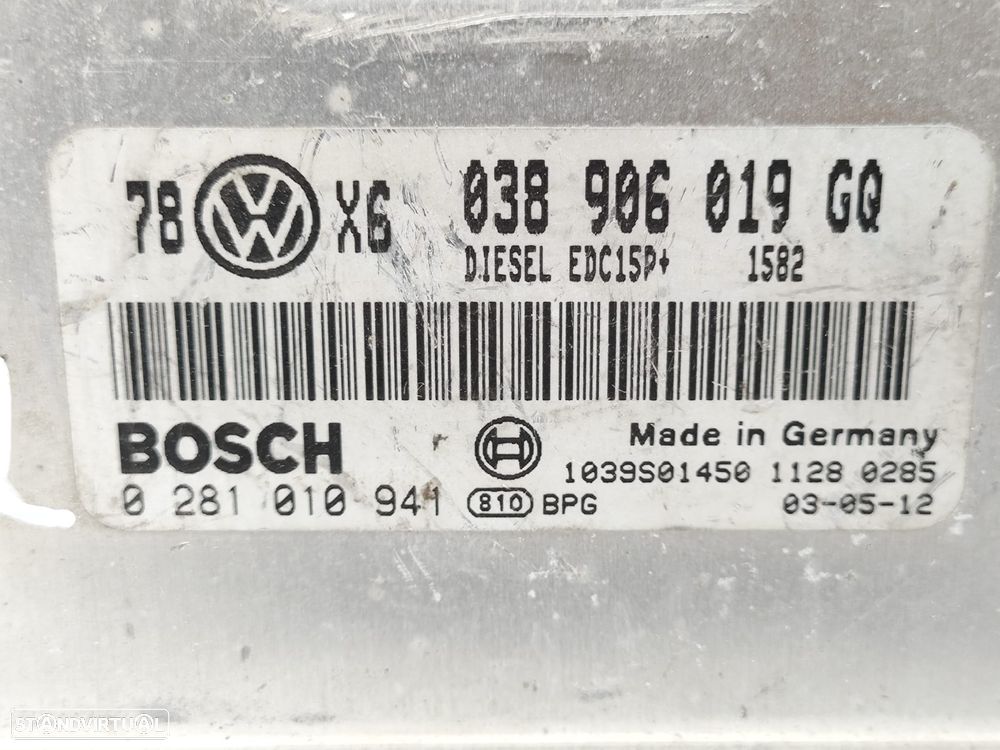 78 VW X6 038 906 019 GQ
DIESEL EDC15P+ 1582
BOSCH
Made in Germany
1039S01450 1128 0285
0 281 010 941 810 BPG 03-05-12
STANDVIRTUAL